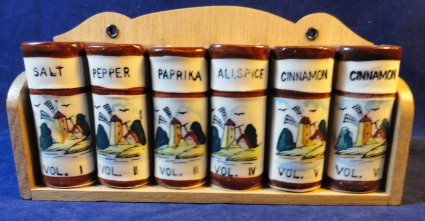 SALT PEPPER PAPRIKA ALLSPICE CINNAMON CINNAMON
VOL. I VOL. II VOL. III VOL. IV VOL. V VOL. VI